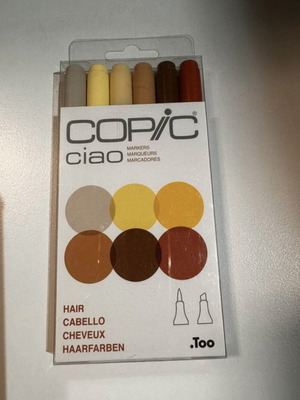 COPIC
ciao
MARKERS
MARQUEURS
MARCADORES
HAIR
CABELLO
CHEVEUX
HAARFARBEN
.Too